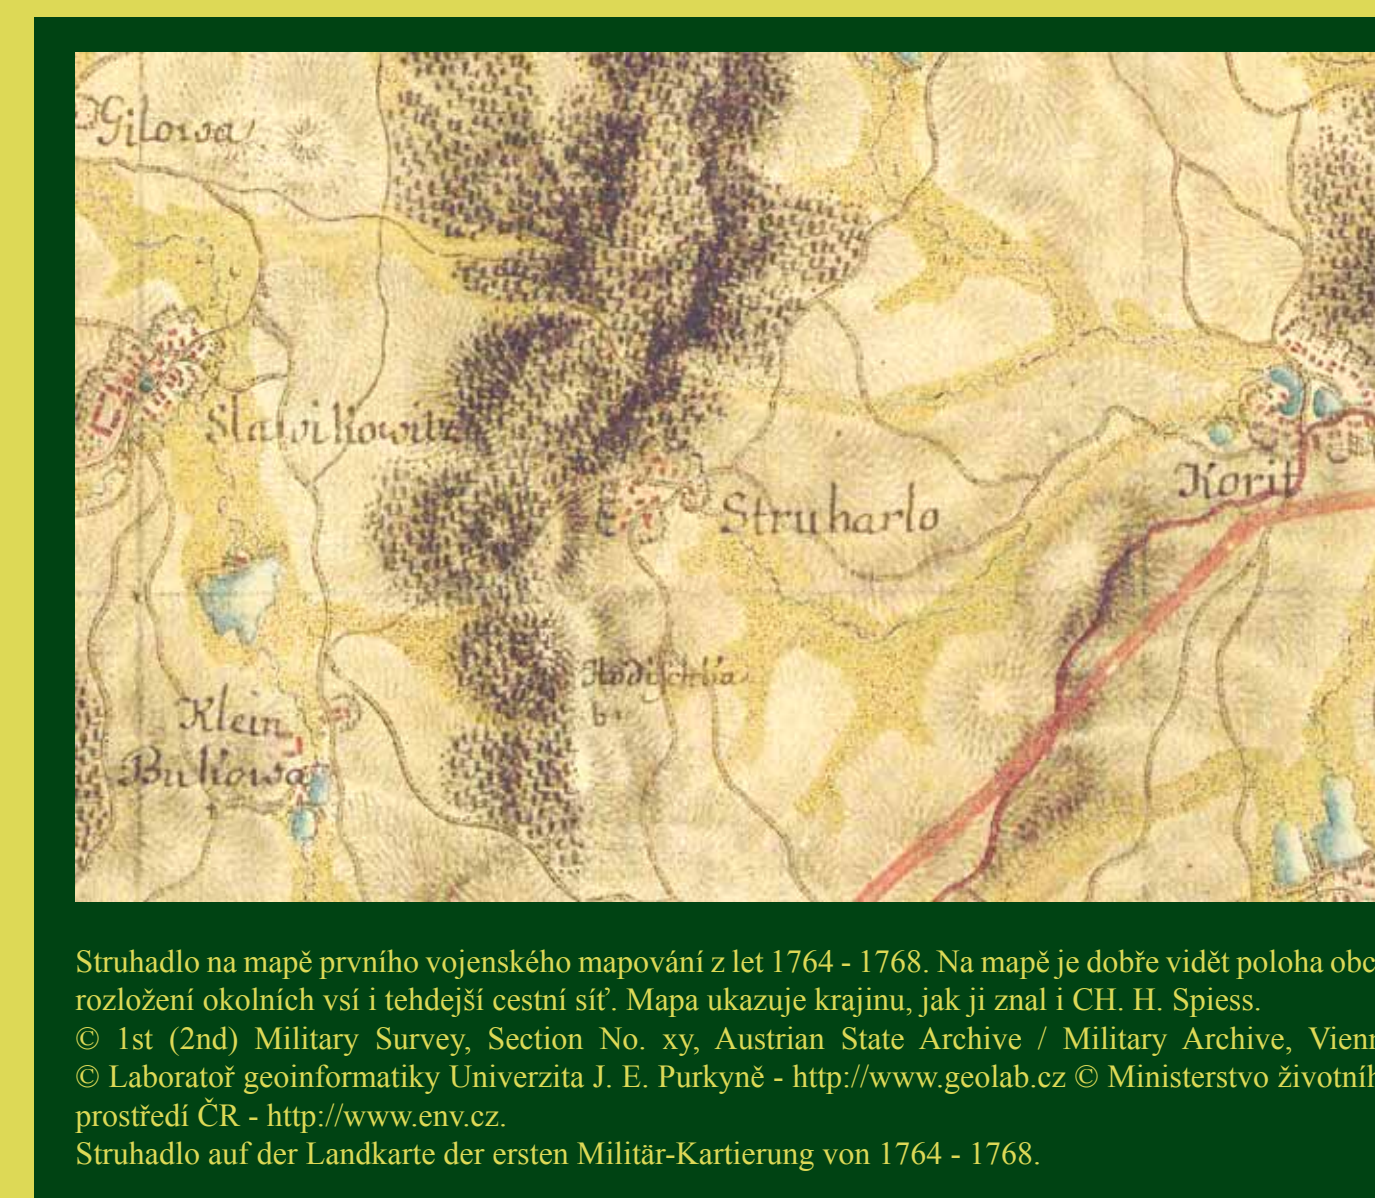 Gilowa
Slawikowitz
Struharlo
Korit
Klein
Bukowa
Struhadlo na mapě prvního vojenského mapování z let 1764 - 1768. Na mapě je dobře vidět poloha obc
rozložení okolních vsí i tehdejší cestní síť. Mapa ukazuje krajinu, jak ji znal i CH. H. Spiess.
© 1st (2nd) Military Survey, Section No. xy, Austrian State Archive / Military Archive, Vienn
© Laboratoř geoinformatiky Univerzita J. E. Purkyně - http://www.geolab.cz © Ministerstvo životníh
prostředí ČR - http://www.env.cz.
Struhadlo auf der Landkarte der ersten Militär-Kartierung von 1764 - 1768.